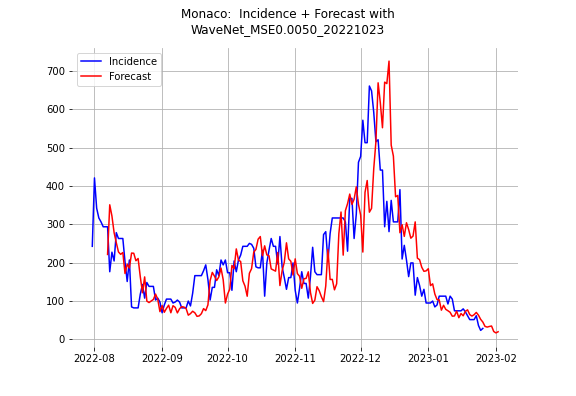 Monaco:  Incidence + Forecast with
WaveNet_MSE0.0050_20221023
Incidence
Forecast
700
600
500
400
300
200
100
0
2022-08 2022-09 2022-10 2022-11 2022-12 2023-01 2023-02